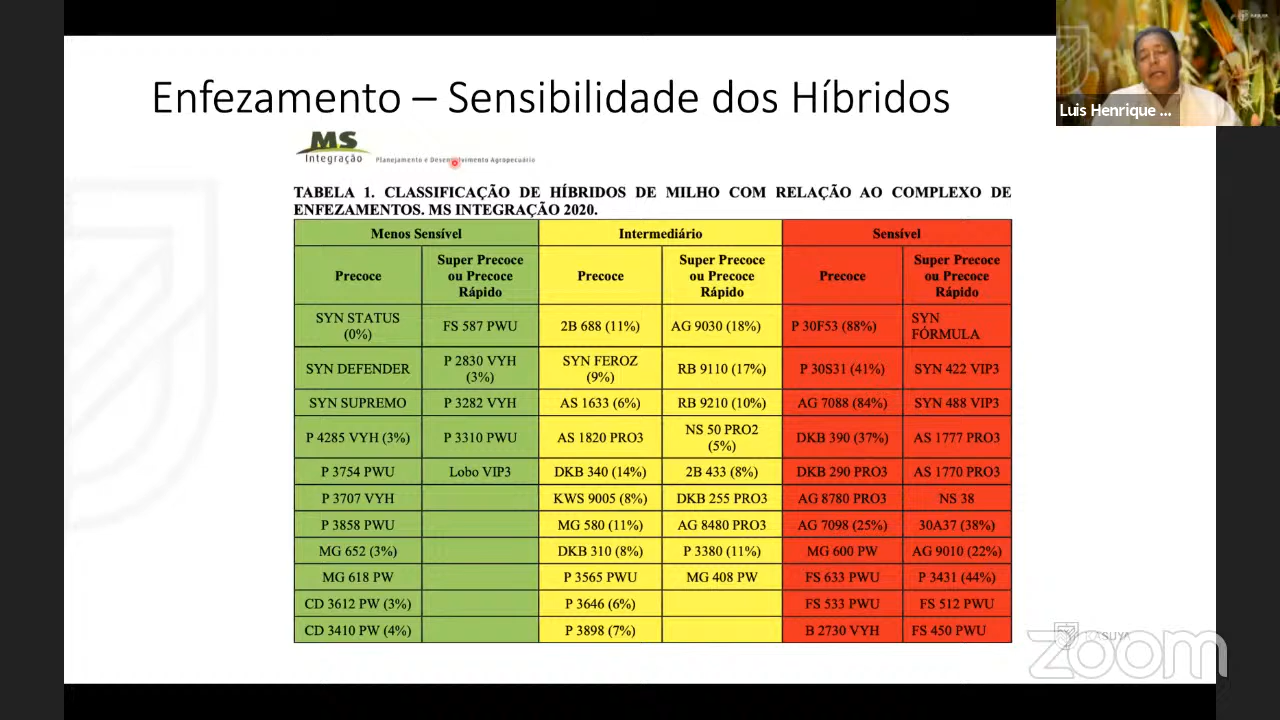 Enfezamento – Sensibilidade dos Híbridos
Luis Henrique ...
MS
Integração Planejamento e Desenvolvimento Agropecuário
TABELA 1. CLASSIFICAÇÃO DE HÍBRIDOS DE MILHO COM RELAÇÃO AO COMPLEXO DE
ENFEZAMENTOS. MS INTEGRAÇÃO 2020.
Menos Sensível Intermediário Sensível
Precoce Super Precoce ou Precoce Rápido Precoce Super Precoce ou Precoce Rápido Precoce Super Precoce ou Precoce Rápido
SYN STATUS (0%) FS 587 PWU 2B 688 (11%) AG 9030 (18%) P 30F53 (88%) SYN FÓRMULA
SYN DEFENDER P 2830 VYH (3%) SYN FEROZ (9%) RB 9110 (17%) P 30S31 (41%) SYN 422 VIP3
SYN SUPREMO P 3282 VYH AS 1633 (6%) RB 9210 (10%) AG 7088 (84%) SYN 488 VIP3
P 4285 VYH (3%) P 3310 PWU AS 1820 PRO3 NS 50 PRO2 (5%) DKB 390 (37%) AS 1777 PRO3
P 3754 PWU Lobo VIP3 DKB 340 (14%) 2B 433 (8%) DKB 290 PRO3 AS 1770 PRO3
P 3707 VYH KWS 9005 (8%) DKB 255 PRO3 AG 8780 PRO3 NS 38
P 3858 PWU MG 580 (11%) AG 8480 PRO3 AG 7098 (25%) 30A37 (38%)
MG 652 (3%) DKB 310 (8%) P 3380 (11%) MG 600 PW AG 9010 (22%)
MG 618 PW P 3565 PWU MG 408 PW FS 633 PWU P 3431 (44%)
CD 3612 PW (3%) P 3646 (6%) FS 533 PWU FS 512 PWU
CD 3410 PW (4%) P 3898 (7%) B 2730 VYH FS 450 PWU
zoom